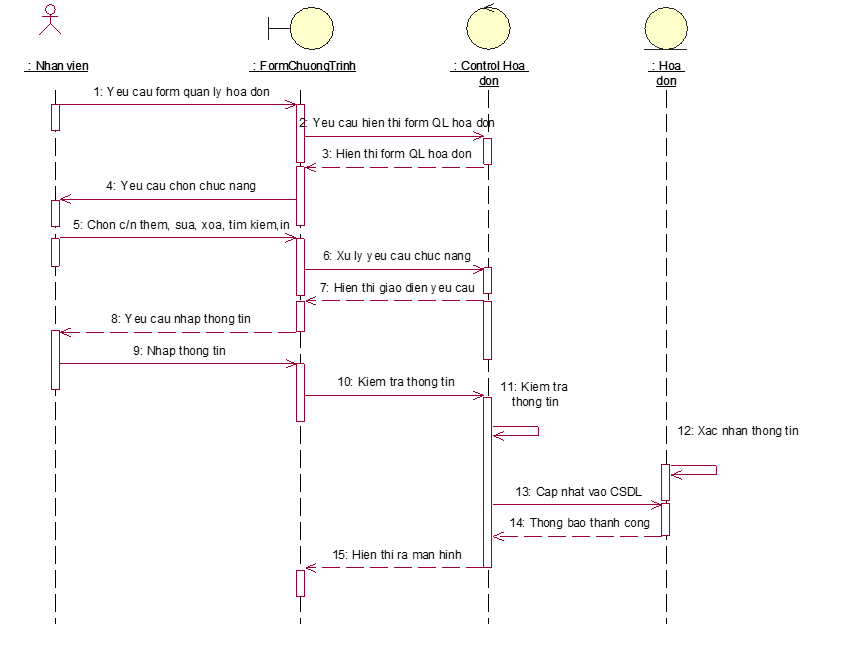 : Nhan vien
: FormChuongTrinh
: Control Hoa
don
: Hoa
don
1: Yeu cau form quan ly hoa don
2: Yeu cau hien thi form QL hoa don
3: Hien thi form QL hoa don
4: Yeu cau chon chuc nang
5: Chon c/n them, sua, xoa, tim kiem,in
6: Xu ly yeu cau chuc nang
7: Hien thi giao dien yeu cau
8: Yeu cau nhap thong tin
9: Nhap thong tin
10: Kiem tra thong tin
11: Kiem tra
thong tin
12: Xac nhan thong tin
13: Cap nhat vao CSDL
14: Thong bao thanh cong
15: Hien thi ra man hinh